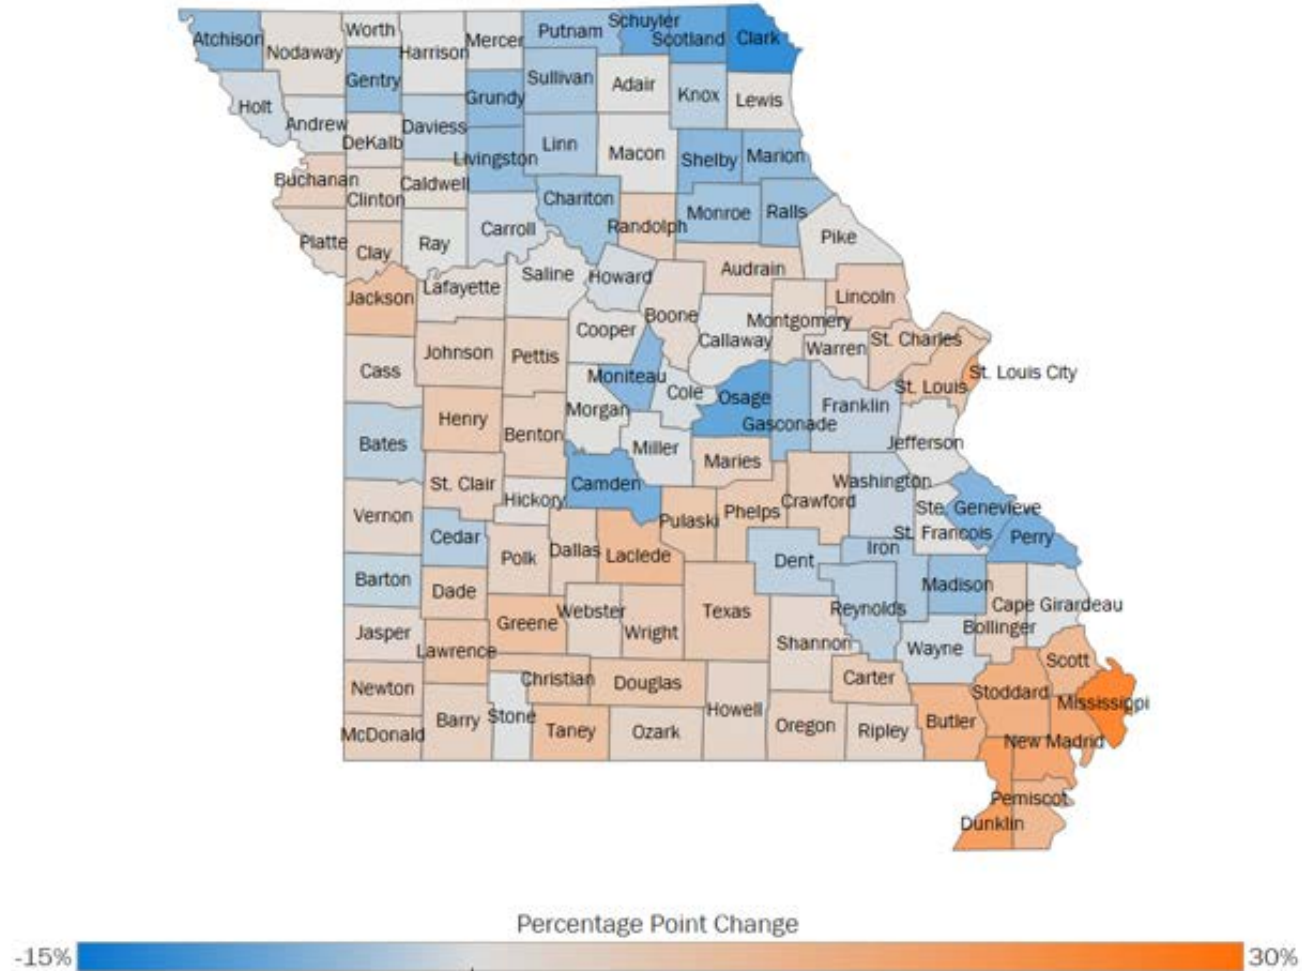 Atchison
Nodaway
Worth
Harrison
Mercer
Putnam
Schuyler
Scotland
Clark
Gentry
Holt
Andrew
DeKalb
Daviess
Grundy
Sullivan
Adair
Knox
Lewis
Livingston
Linn
Macon
Shelby
Marion
Buchanan
Clinton
Caldwell
Chariton
Randolph
Monroe
Ralls
Platte
Clay
Ray
Carroll
Pike
Jackson
Lafayette
Saline
Howard
Audrain
Lincoln
Boone
Montgomery
Callaway
Warren
St. Charles
Cooper
Johnson
Pettis
Cass
St. Louis City
St. Louis
Moniteau
Cole
Osage
Gasconade
Franklin
Morgan
Henry
Benton
Bates
Miller
Jefferson
Maries
St. Clair
Hickory
Camden
Washington
Crawford
Vernon
Pulaski
Phelps
Ste. Genevieve
St. Francois
Perry
Cedar
Polk
Dallas
Laclede
Dent
Iron
Barton
Dade
Madison
Cape Girardeau
Reynolds
Texas
Greene
Webster
Wright
Bollinger
Jasper
Lawrence
Shannon
Wayne
Scott
Newton
Christian
Douglas
Carter
Stoddard
Mississippi
McDonald
Barry
Stone
Taney
Ozark
Howell
Oregon
Ripley
Butler
New Madrid
Pemiscot
Dunklin
Percentage Point Change
-15%
30%